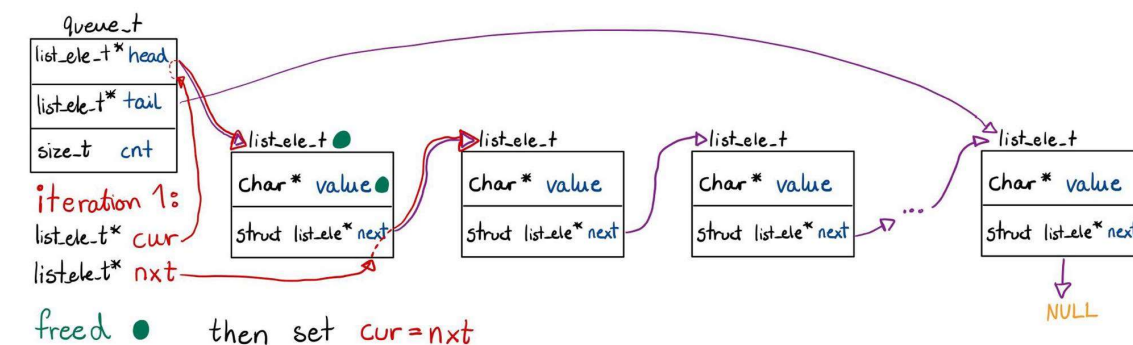 queue_t
list_ele_t* head
list_ele_t* tail
size_t cnt
iteration 1:
list_ele_t* cur
list_ele_t* nxt
freed
then set cur=nxt
list_ele_t
Char* value
struct list_ele* next
list_ele_t
Char* value
struct list_ele* next
list_ele_t
Char* value
struct list_ele* next
...
list_ele_t
Char* value
struct list_ele* next
NULL